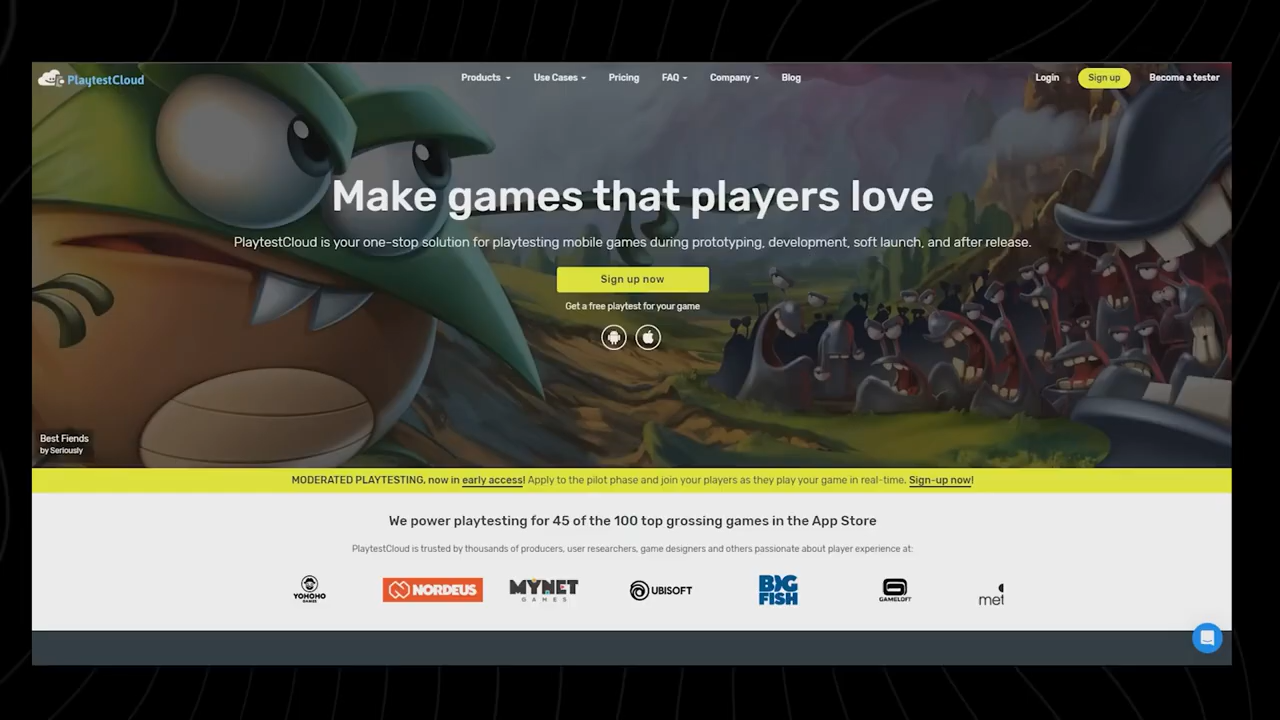 PlaytestCloud
Products
Use Cases
Pricing
FAQ
Company
Blog
Login
Sign up
Become a tester
Make games that players love
PlaytestCloud is your one-stop solution for playtesting mobile games during prototyping, development, soft launch, and after release.
Sign up now
Get a free playtest for your game
Best Fiends
by Seriously
MODERATED PLAYTESTING, now in early access! Apply to the pilot phase and join your players as they play your game in real-time. Sign-up now!
We power playtesting for 45 of the 100 top grossing games in the App Store
PlaytestCloud is trusted by thousands of producers, user researchers, game designers and others passionate about player experience at:
YOHOHO
GAMES
NORDEUS
MYNET
GAMES
UBISOFT
BIG
FISH
GAMELOFT
met